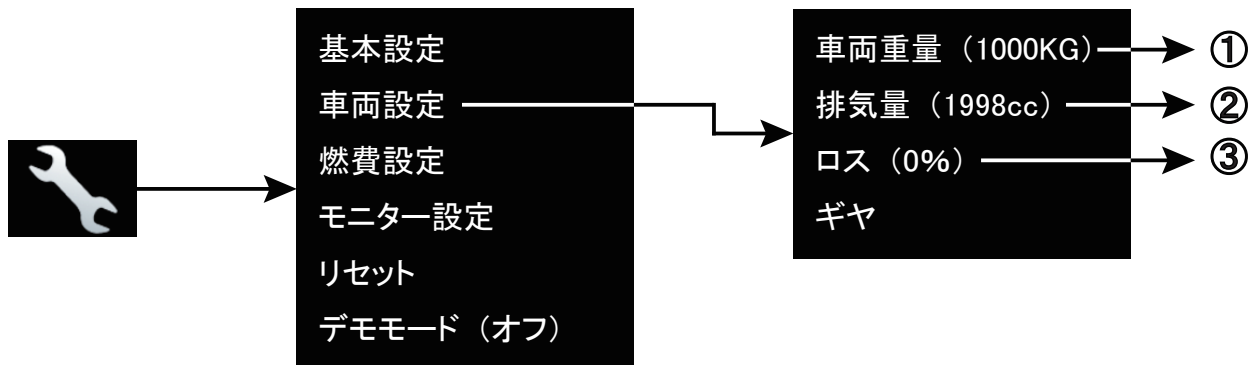 基本設定
車両設定
燃費設定
モニター設定
リセット
デモモード（オフ）
車両重量（1000KG）
①
排気量（1998cc）
②
ロス（0%）
③
ギヤ